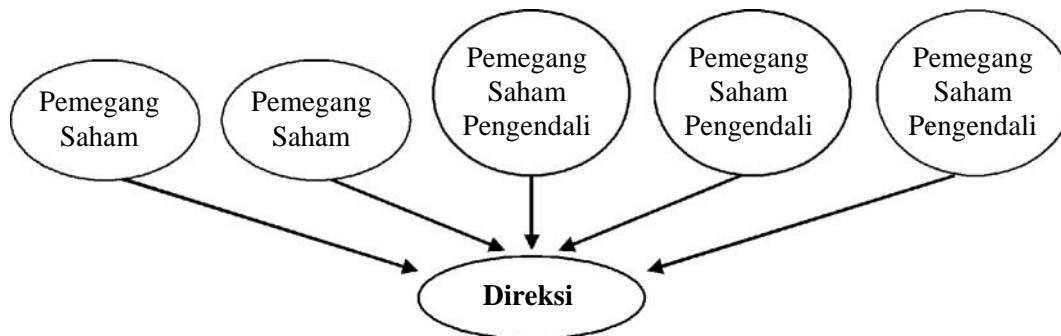 Pemegang
Saham
Pemegang
Saham
Pemegang
Saham
Pengendali
Pemegang
Saham
Pengendali
Pemegang
Saham
Pengendali
Direksi